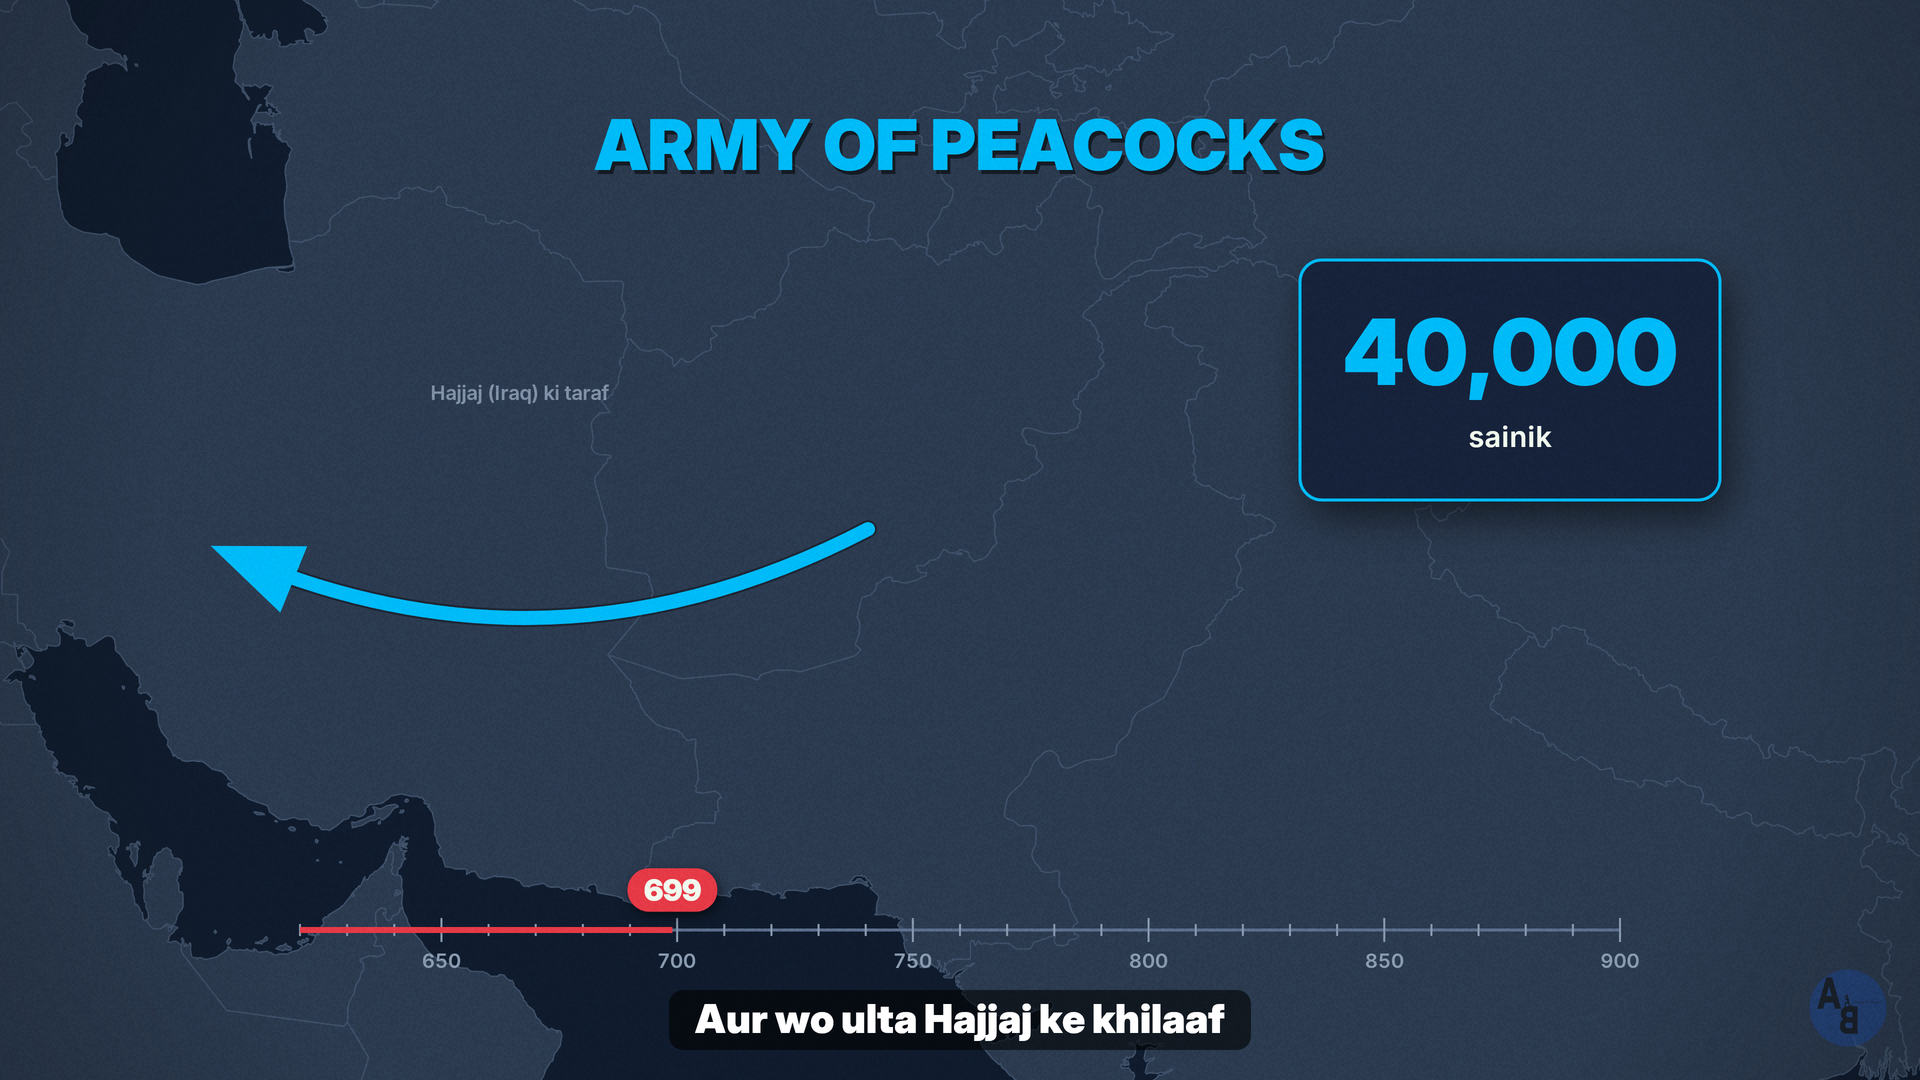 ARMY OF PEACOCKS
40,000
sainik
Hajjaj (Iraq) ki taraf
699
650 700 750 800 850 900
Aur wo ulta Hajjaj ke khilaaf
A
B